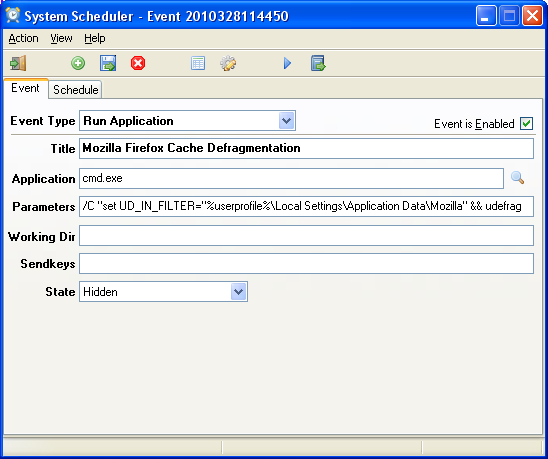 System Scheduler - Event 2010328114450
Action View Help
Event Schedule
Event Type Run Application Event is Enabled
Title Mozilla Firefox Cache Defragmentation
Application cmd.exe
Parameters /C "set UD_IN_FILTER="%userprofile%\Local Settings\Application Data\Mozilla" && udefrag
Working Dir
Sendkeys
State Hidden